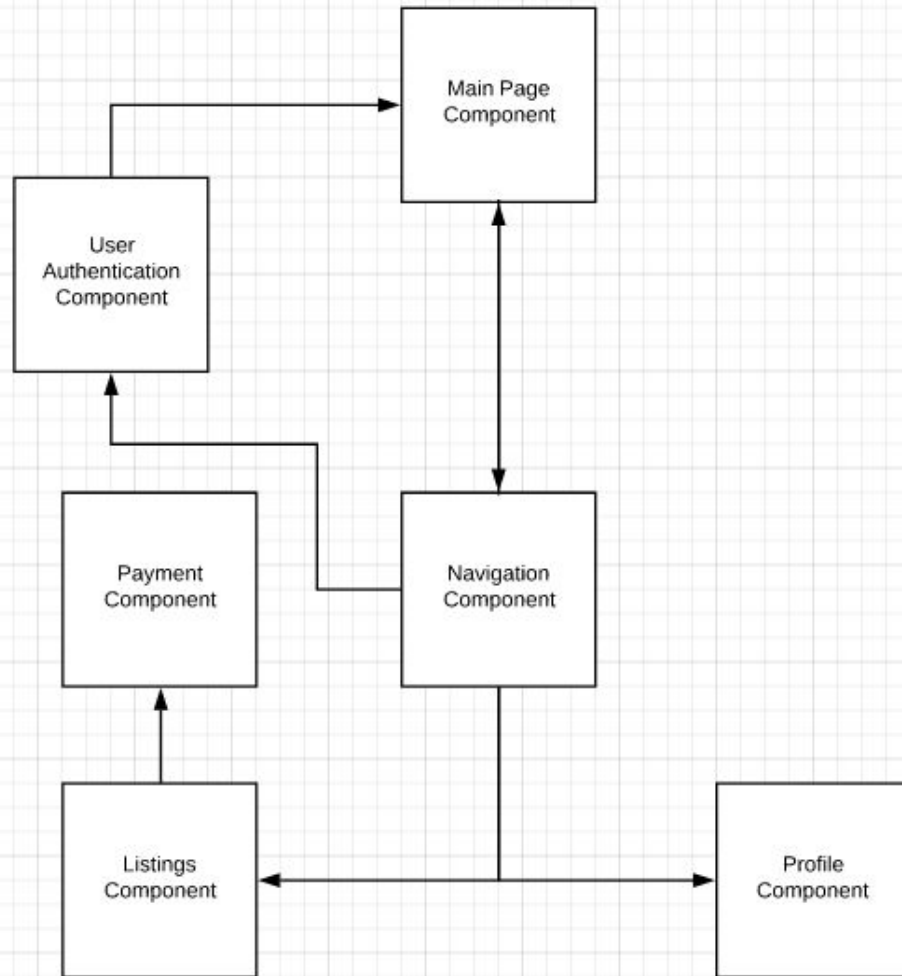 Main Page
Component
User
Authentication
Component
Payment
Component
Navigation
Component
Listings
Component
Profile
Component